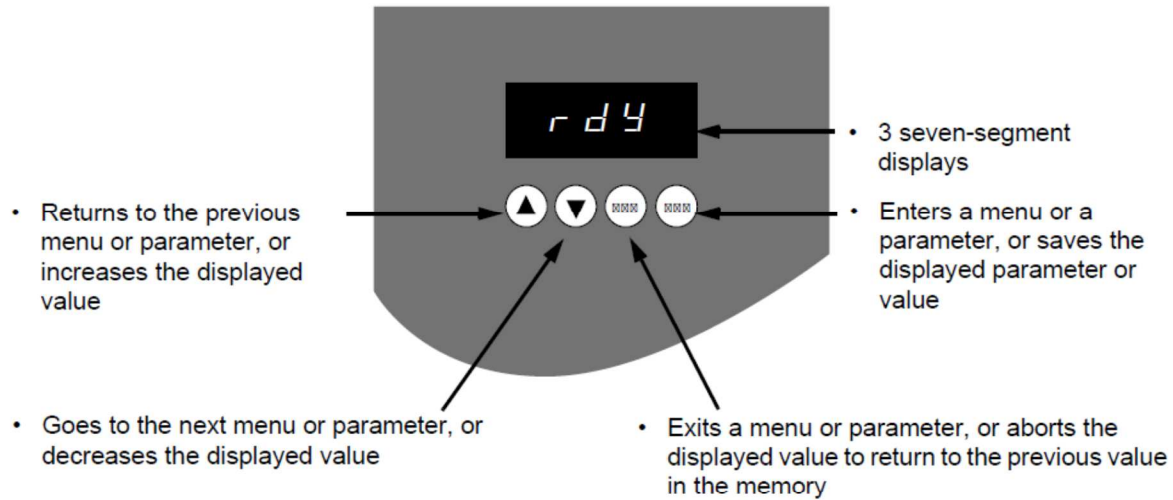 rdY
• 3 seven-segment
displays
• Returns to the previous
menu or parameter, or
increases the displayed
value
• Enters a menu or a
parameter, or saves the
displayed parameter or
value
• Goes to the next menu or parameter, or
decreases the displayed value
• Exits a menu or parameter, or aborts the
displayed value to return to the previous value
in the memory